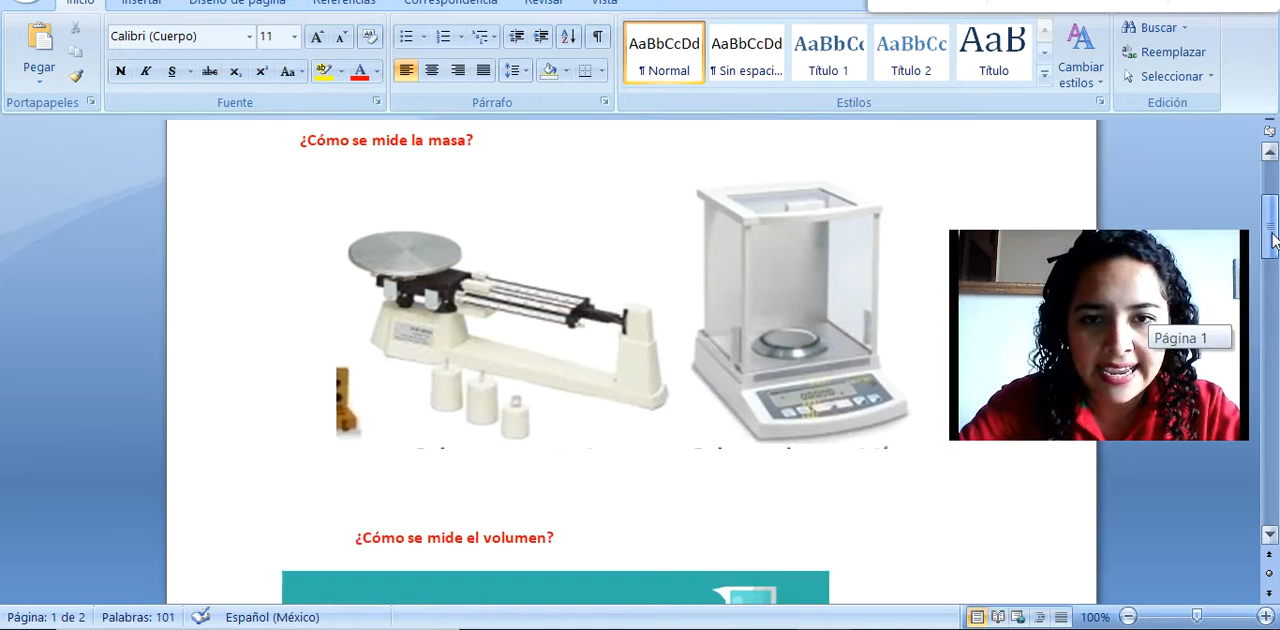 Inicio Insertar Diseño de página Referencias Correspondencia Revisar Vista
Pegar
Portapapeles
Calibri (Cuerpo) 11
N K S abc x₂ x² Aa
Fuente
Párrafo
AaBbCcDd AaBbCcDd AaBbCc AaBbCc AaB
¶ Normal ¶ Sin espaci... Título 1 Título 2 Título
Cambiar
estilos
Estilos
Buscar
Reemplazar
Seleccionar
Edición
¿Cómo se mide la masa?
Página 1
¿Cómo se mide el volumen?
Página: 1 de 2 Palabras: 101 Español (México) 100%